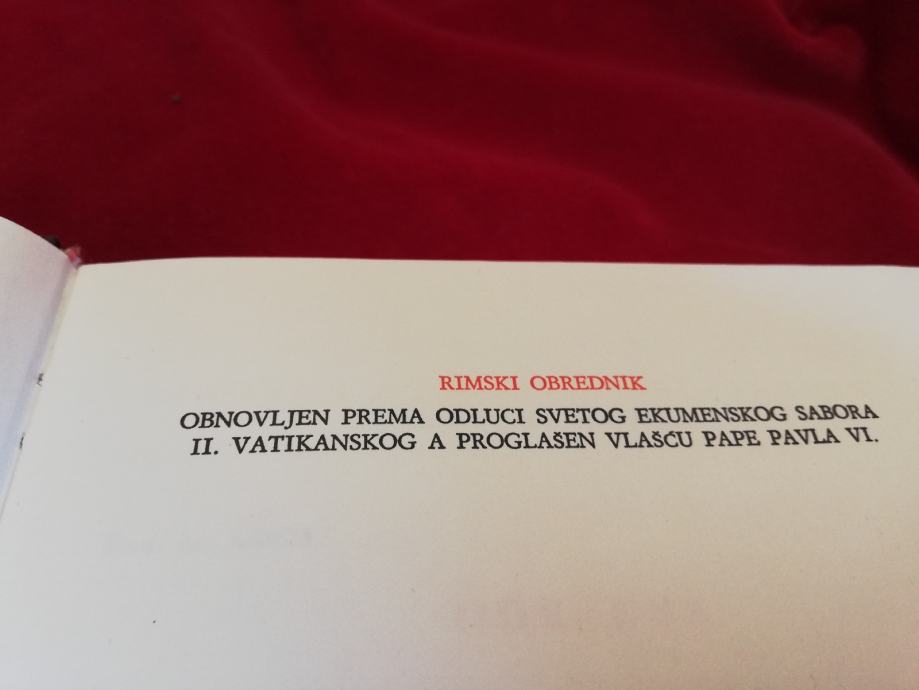 RIMSKI OBREDNIK
OBNOVLJEN PREMA ODLUCI SVETOG EKUMENSKOG SABORA
II. VATIKANSKOG A PROGLAŠEN VLAŠĆU PAPE PAVLA VI.